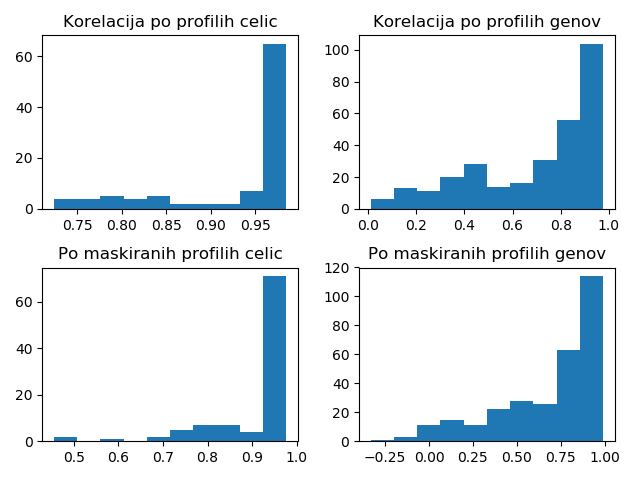 Korelacija po profilih celic
60
40
20
0
0.75 0.80 0.85 0.90 0.95
Korelacija po profilih genov
100
80
60
40
20
0
0.0 0.2 0.4 0.6 0.8 1.0
Po maskiranih profilih celic
60
40
20
0
0.5 0.6 0.7 0.8 0.9 1.0
Po maskiranih profilih genov
120
100
80
60
40
20
0
−0.25 0.00 0.25 0.50 0.75 1.00